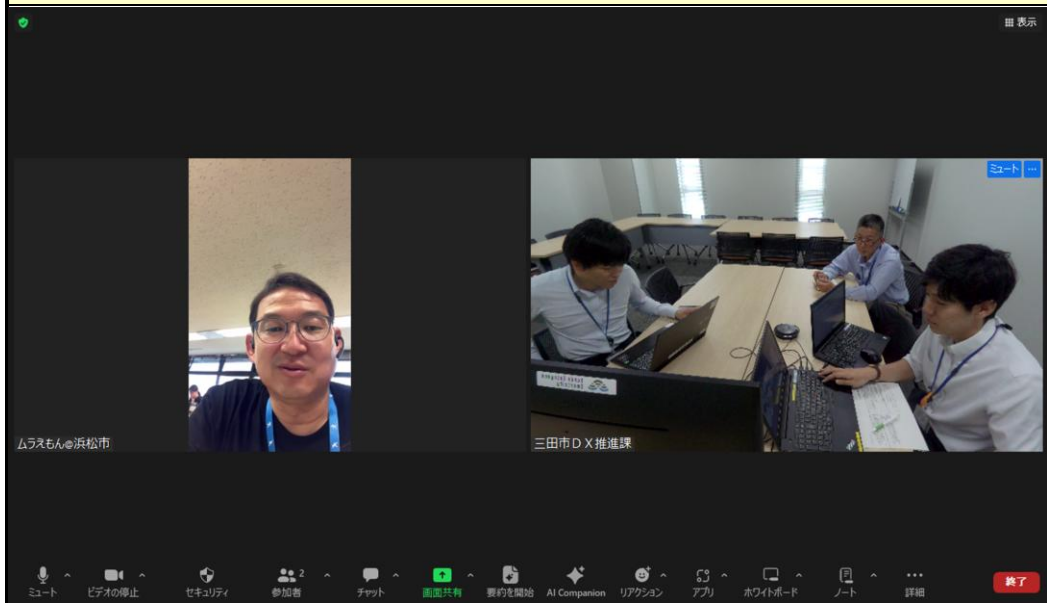 表示
ミュート ...
ムラえもん@浜松市
三田市DX推進課
ミュート
ビデオの停止
セキュリティ
2
参加者
チャット
画面共有
要約を開始
AI Companion
リアクション
アプリ
ホワイトボード
ノート
詳細
終了